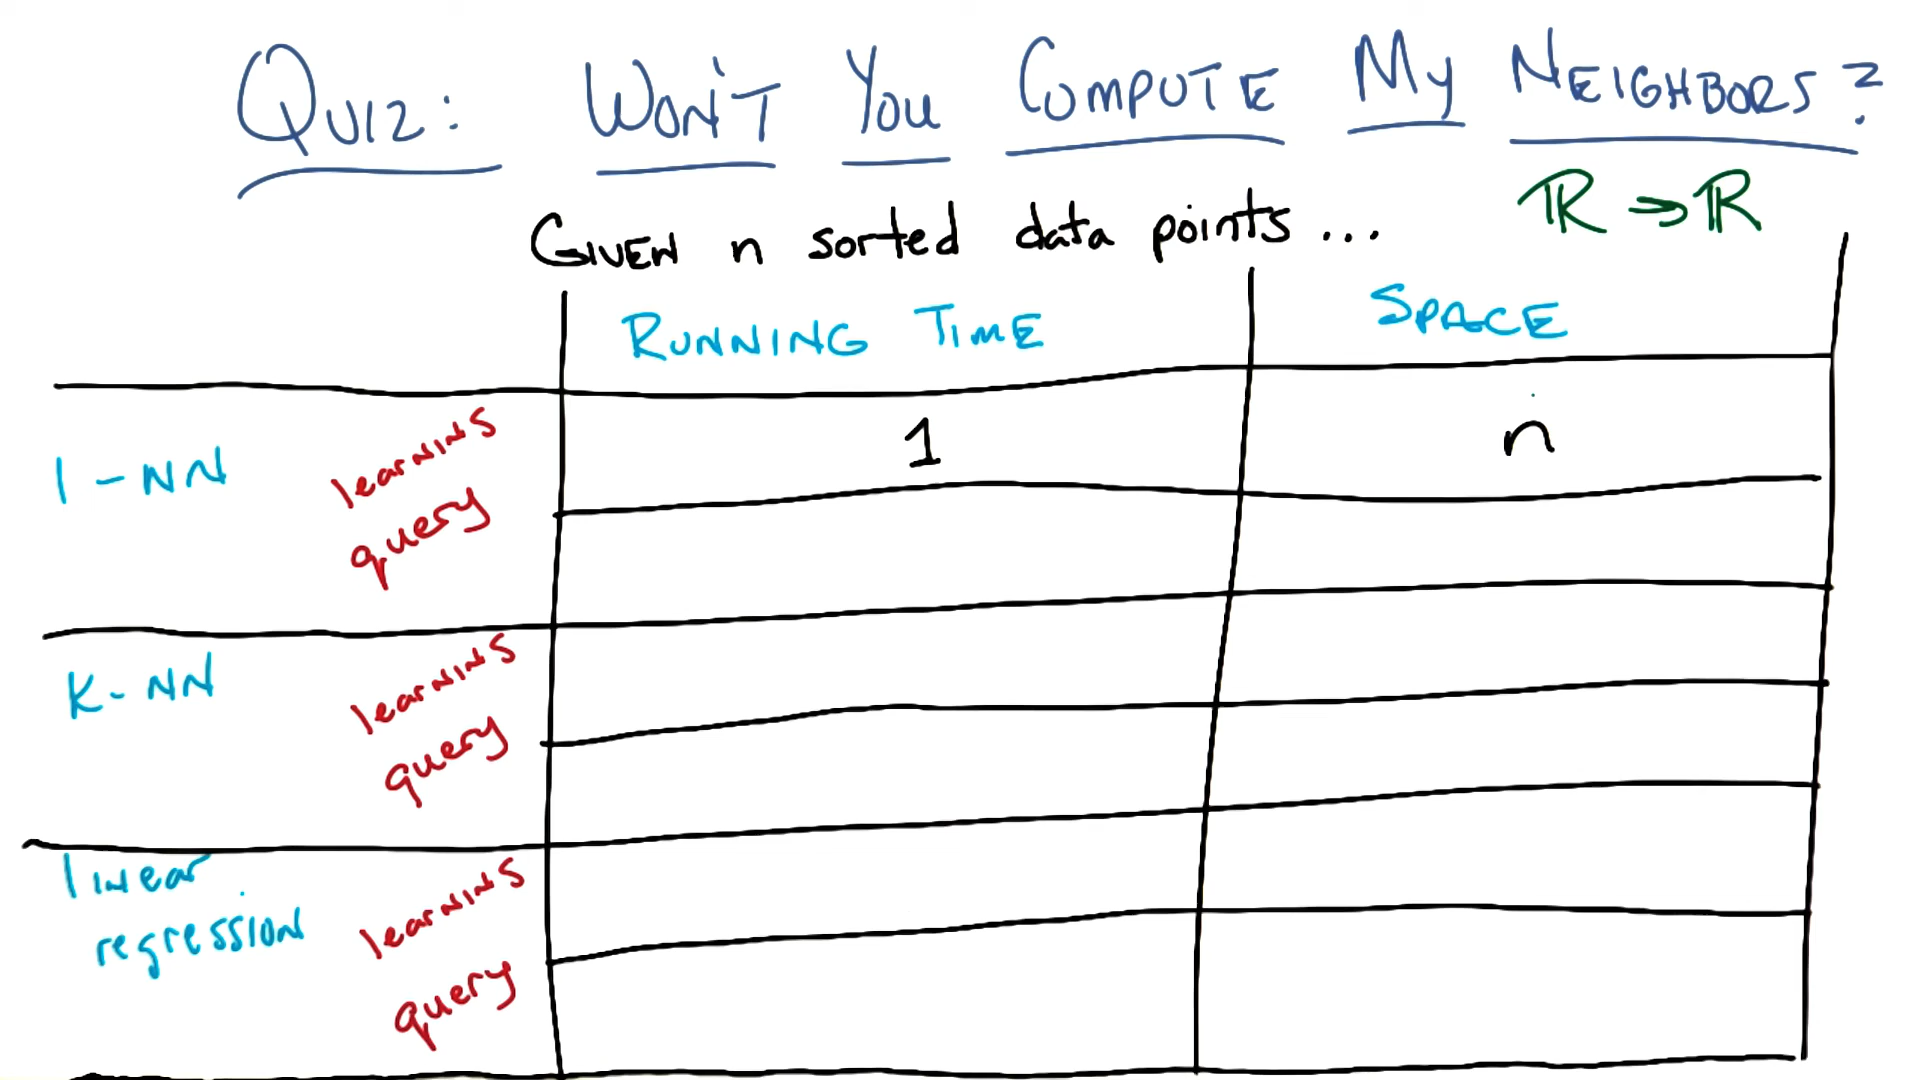 QUIZ: WON'T YOU COMPUTE MY NEIGHBORS?
GIVEN n sorted data points ...
ℝ → ℝ
RUNNING TIME
SPACE
1-NN
learning
1
n
query
K-NN
learning
query
linear
regression
learning
query